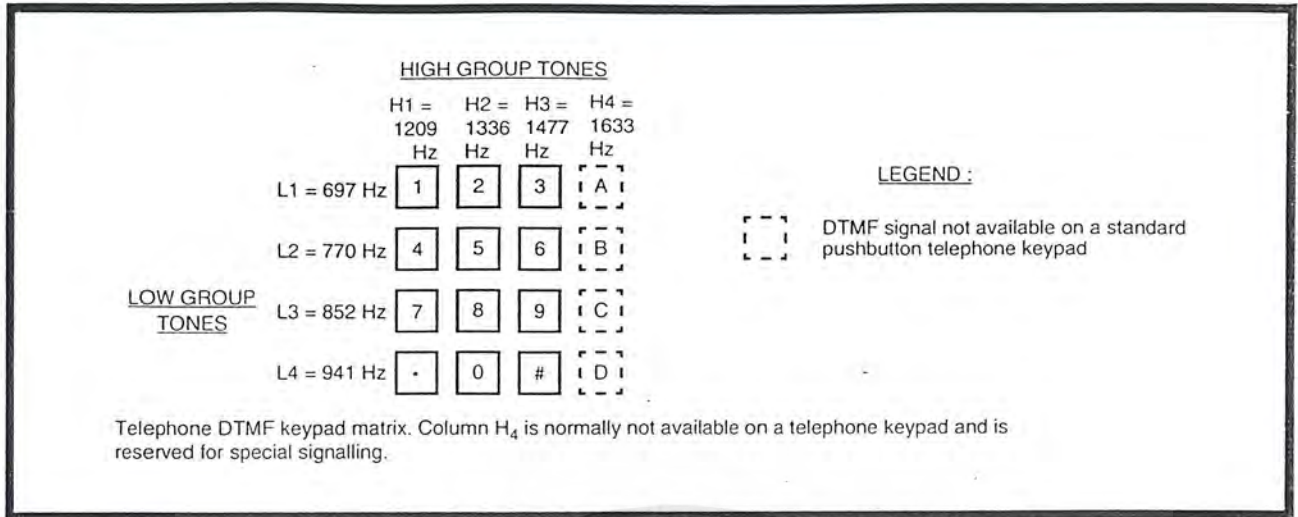 HIGH GROUP TONES
H1 = H2 = H3 = H4 =
1209 1336 1477 1633
Hz Hz Hz Hz
L1 = 697 Hz 1 2 3 A
L2 = 770 Hz 4 5 6 B
LOW GROUP
TONES
L3 = 852 Hz 7 8 9 C
L4 = 941 Hz · 0 # D
LEGEND :
DTMF signal not available on a standard
pushbutton telephone keypad
Telephone DTMF keypad matrix. Column H₄ is normally not available on a telephone keypad and is
reserved for special signalling.